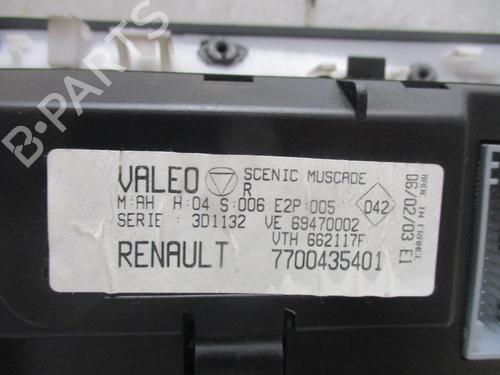 B-PARTS
VALEO SCENIC MUSCADE
R
M:AH H:04 S:006 E2P:005 042
SERIE : 3D1132 VE 69470002
VTH 662117F
RENAULT 7700435401
MADE IN FRANCE
06/02/03 E1